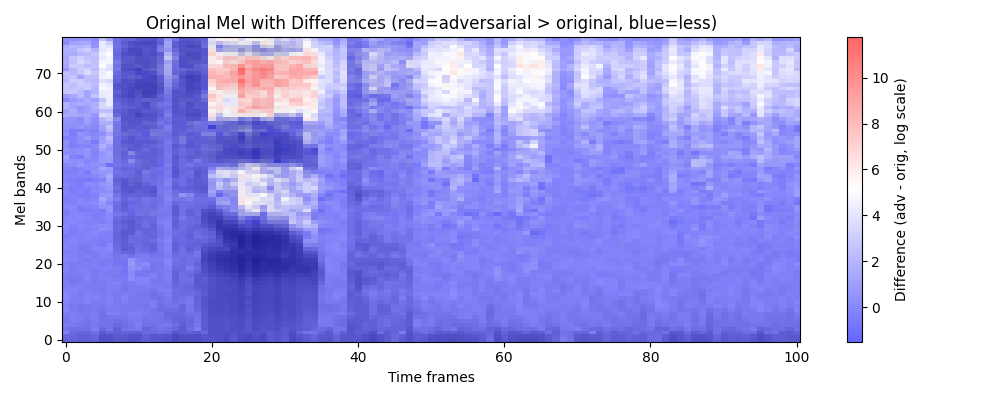 Original Mel with Differences (red=adversarial > original, blue=less)
Mel bands
70
60
50
40
30
20
10
0
0 20 40 60 80 100
Time frames
10
8
6
4
2
0
Difference (adv - orig, log scale)